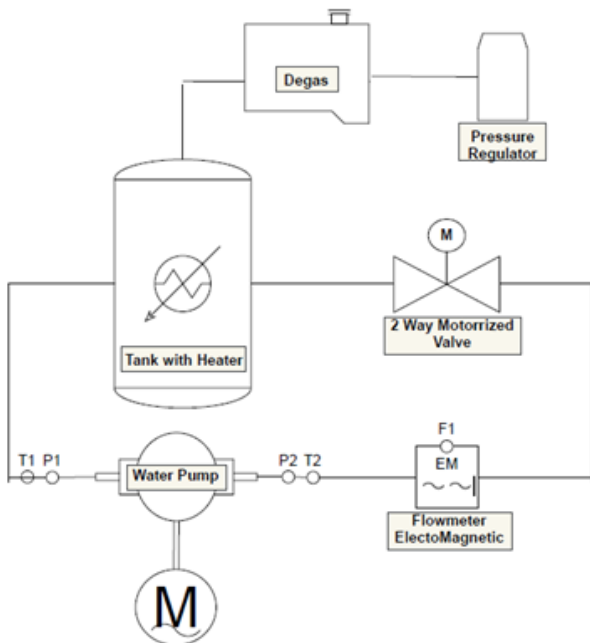 Degas
Pressure
Regulator
M
Tank with Heater
2 Way Motorrized
Valve
T1 P1
Water Pump
P2 T2
F1
EM
Flowmeter
ElectoMagnetic
M